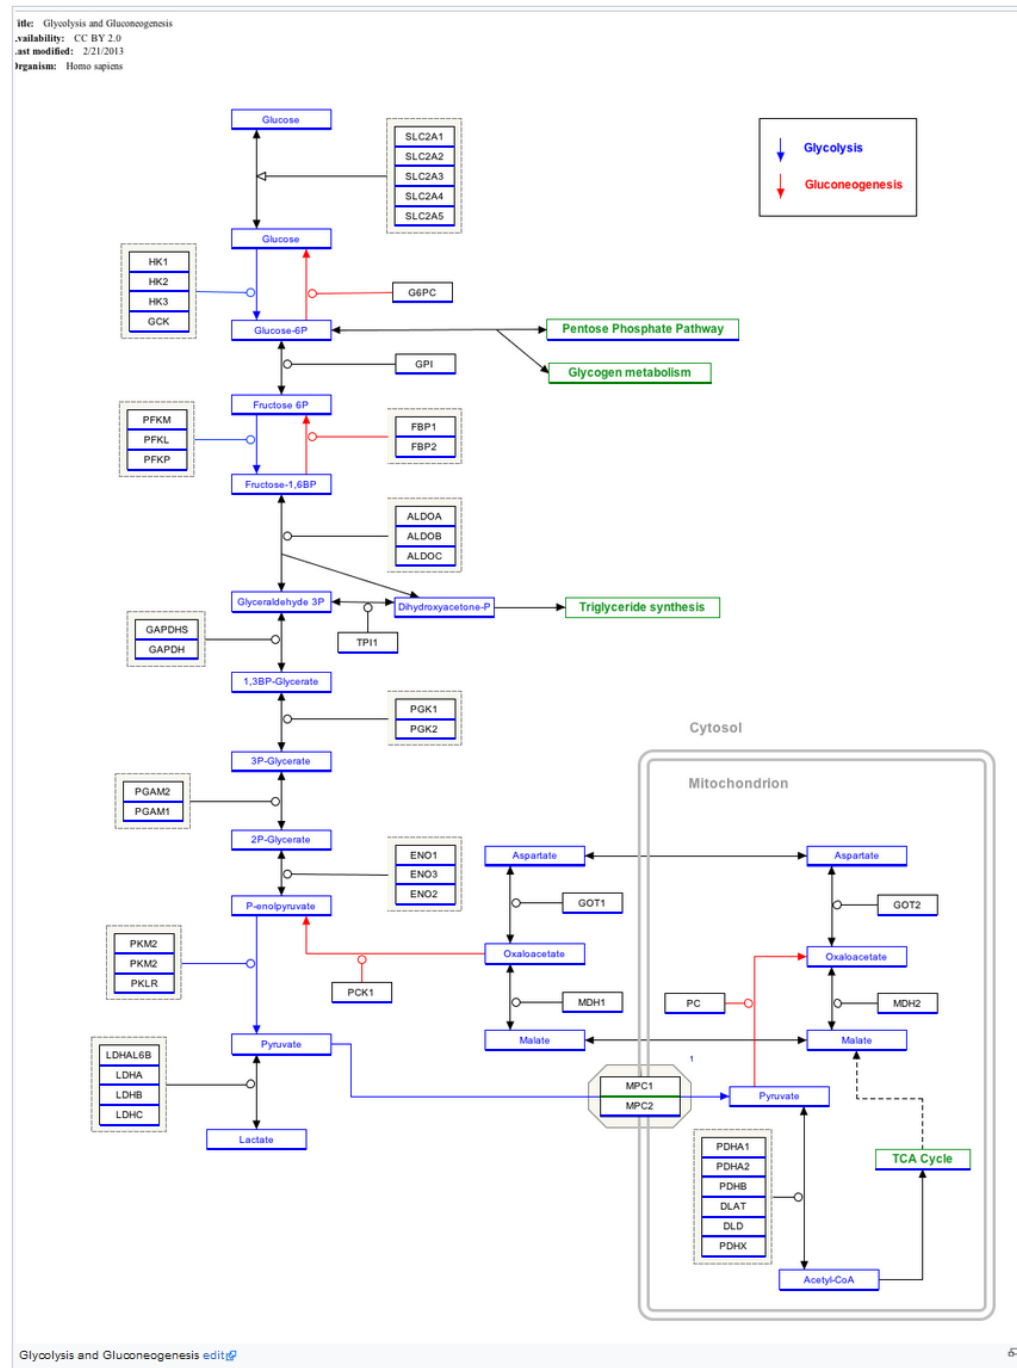 itle: Glycolysis and Gluconeogenesis
vailability: CC BY 2.0
ast modified: 2/21/2013
rganism: Homo sapiens
Glucose
SLC2A1
SLC2A2
SLC2A3
SLC2A4
SLC2A5
Glycolysis
Gluconeogenesis
Glucose
HK1
HK2
HK3
GCK
G6PC
Glucose-6P
Pentose Phosphate Pathway
GPI
Glycogen metabolism
Fructose 6P
PFKM
PFKL
PFKP
FBP1
FBP2
Fructose-1,6BP
ALDOA
ALDOB
ALDOC
Glyceraldehyde 3P
Dihydroxyacetone-P
Triglyceride synthesis
GAPDHS
GAPDH
TPI1
1,3BP-Glycerate
PGK1
PGK2
Cytosol
3P-Glycerate
Mitochondrion
PGAM2
PGAM1
2P-Glycerate
ENO1
ENO3
ENO2
Aspartate
Aspartate
GOT1
GOT2
P-enolpyruvate
PKM2
PKM2
PKLR
Oxaloacetate
Oxaloacetate
PCK1
MDH1
PC
MDH2
Pyruvate
Malate
Malate
1
LDHAL6B
LDHA
LDHB
LDHC
MPC1
MPC2
Pyruvate
Lactate
PDHA1
PDHA2
PDHB
DLAT
DLD
PDHX
TCA Cycle
Acetyl-CoA
Glycolysis and Gluconeogenesis edit